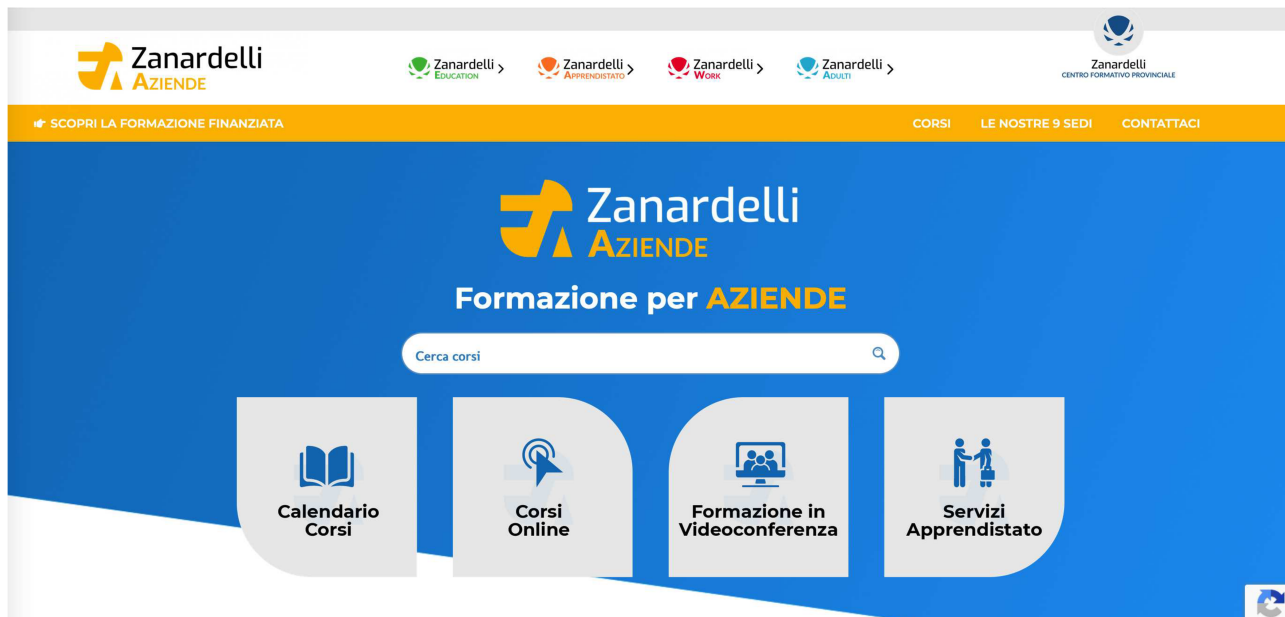 Zanardelli
AZIENDE
Zanardelli
EDUCATION
Zanardelli
APPRENDISTATO
Zanardelli
WORK
Zanardelli
ADULTI
Zanardelli
CENTRO FORMATIVO PROVINCIALE
SCOPRI LA FORMAZIONE FINANZIATA
CORSI
LE NOSTRE 9 SEDI
CONTATTACI
Zanardelli
AZIENDE
Formazione per AZIENDE
Cerca corsi
Calendario
Corsi
Corsi
Online
Formazione in
Videoconferenza
Servizi
Apprendistato